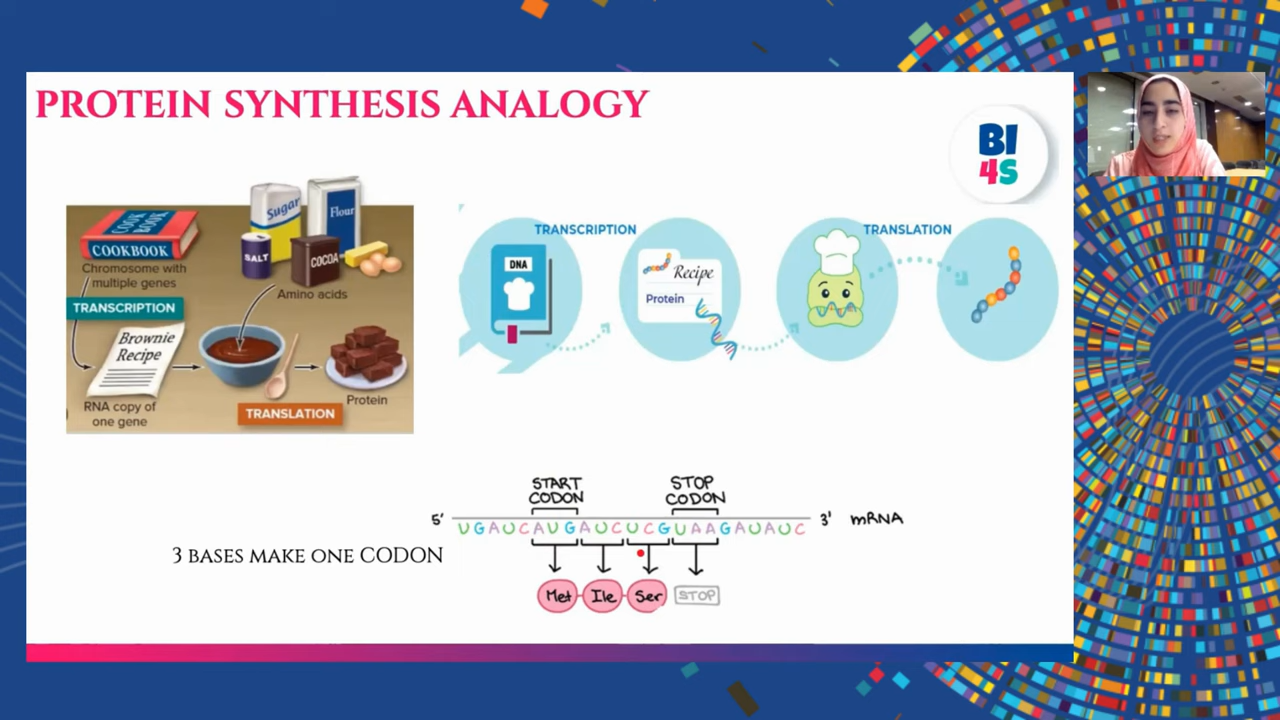 PROTEIN SYNTHESIS ANALOGY
BI
4S
COOK
BOOK
COOKBOOK
Sugar
Flour
SALT
COCOA
Chromosome with
multiple genes
Amino acids
TRANSCRIPTION
Brownie
Recipe
RNA copy of
one gene
TRANSLATION
Protein
TRANSCRIPTION
TRANSLATION
DNA
Recipe
Protein
START
CODON
STOP
CODON
5' UGAUCAUGAUCUCGUAAGAUAUC 3' mRNA
3 BASES MAKE ONE CODON
Met Ile Ser STOP